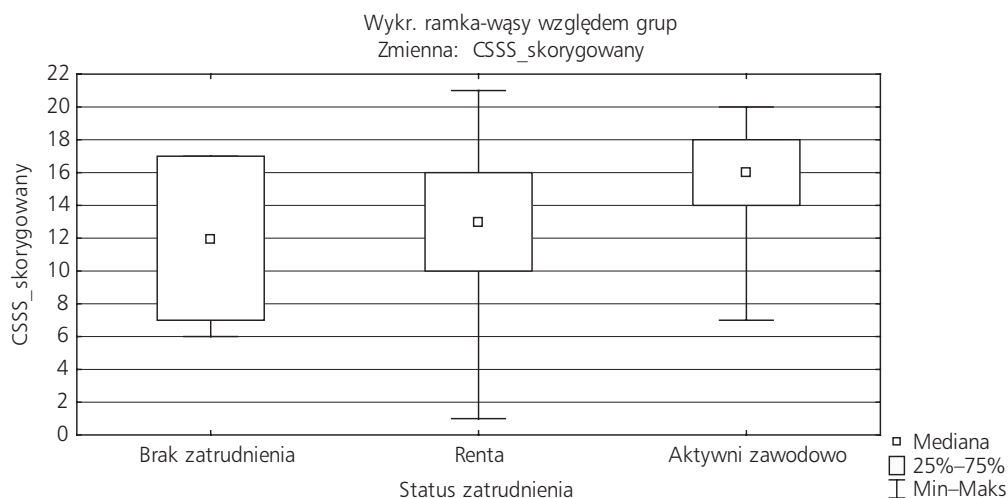 Wykr. ramka-wąsy względem grup
Zmienna: CSSS_skorygowany
22
20
18
16
14
12
10
8
6
4
2
0
CSSS_skorygowany
Brak zatrudnienia
Renta
Aktywni zawodowo
Status zatrudnienia
Mediana
25%–75%
Min–Maks